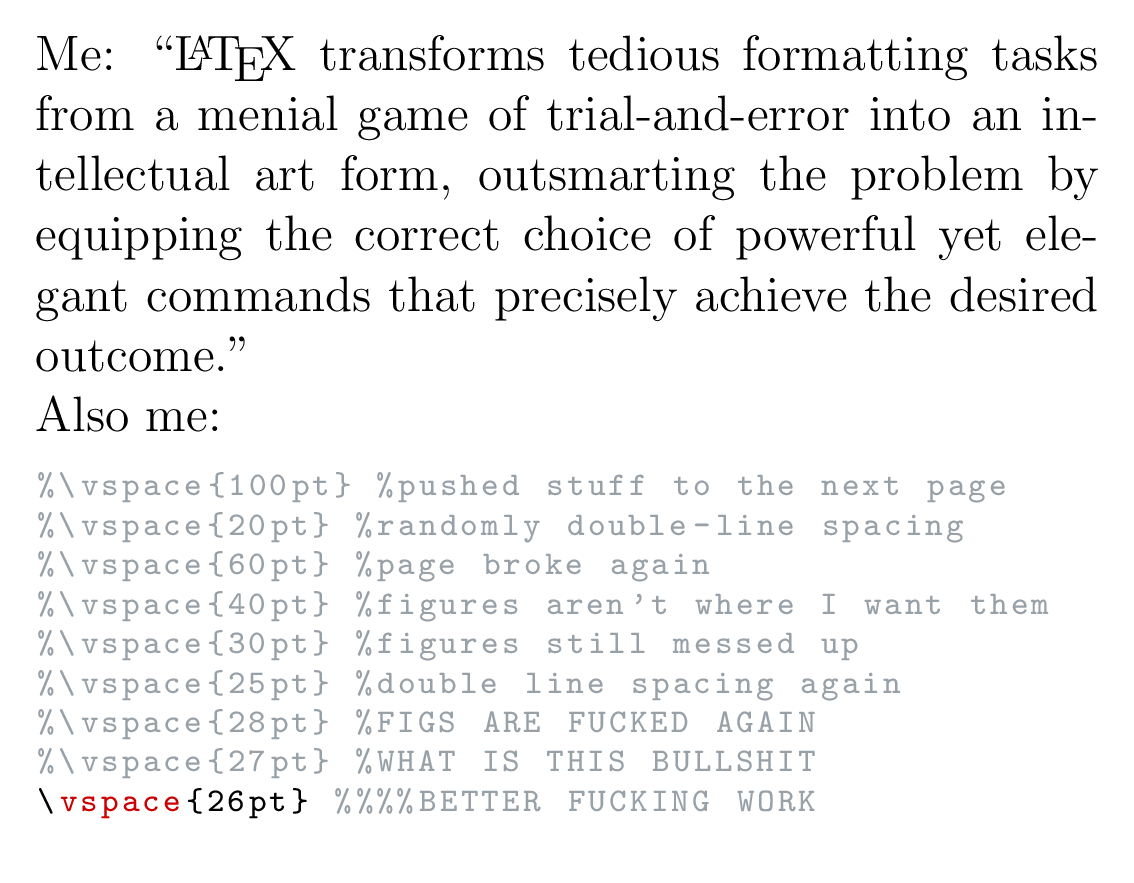 Me: “LATEX transforms tedious formatting tasks
from a menial game of trial-and-error into an in-
tellectual art form, outsmarting the problem by
equipping the correct choice of powerful yet ele-
gant commands that precisely achieve the desired
outcome.”
Also me:
%\vspace{100pt} %pushed stuff to the next page
%\vspace{20pt} %randomly double-line spacing
%\vspace{60pt} %page broke again
%\vspace{40pt} %figures aren't where I want them
%\vspace{30pt} %figures still messed up
%\vspace{25pt} %double line spacing again
%\vspace{28pt} %FIGS ARE FUCKED AGAIN
%\vspace{27pt} %WHAT IS THIS BULLSHIT
\vspace{26pt} %%%%BETTER FUCKING WORK